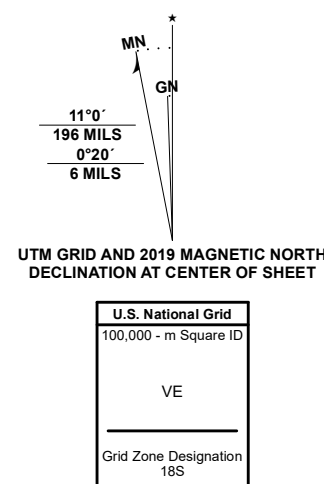 ★
MN
GN
11°0´
196 MILS
0°20´
6 MILS
UTM GRID AND 2019 MAGNETIC NORTH
DECLINATION AT CENTER OF SHEET
U.S. National Grid
100,000 - m Square ID
VE
Grid Zone Designation
18S